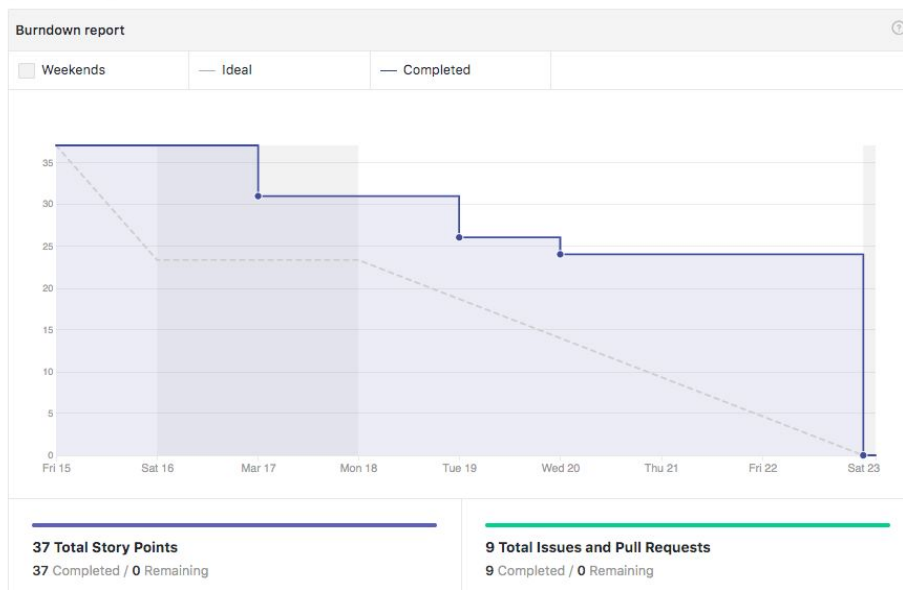 Burndown report
?
Weekends
Ideal
Completed
35
30
25
20
15
10
5
0
Fri 15 Sat 16 Mar 17 Mon 18 Tue 19 Wed 20 Thu 21 Fri 22 Sat 23
37 Total Story Points
37 Completed / 0 Remaining
9 Total Issues and Pull Requests
9 Completed / 0 Remaining